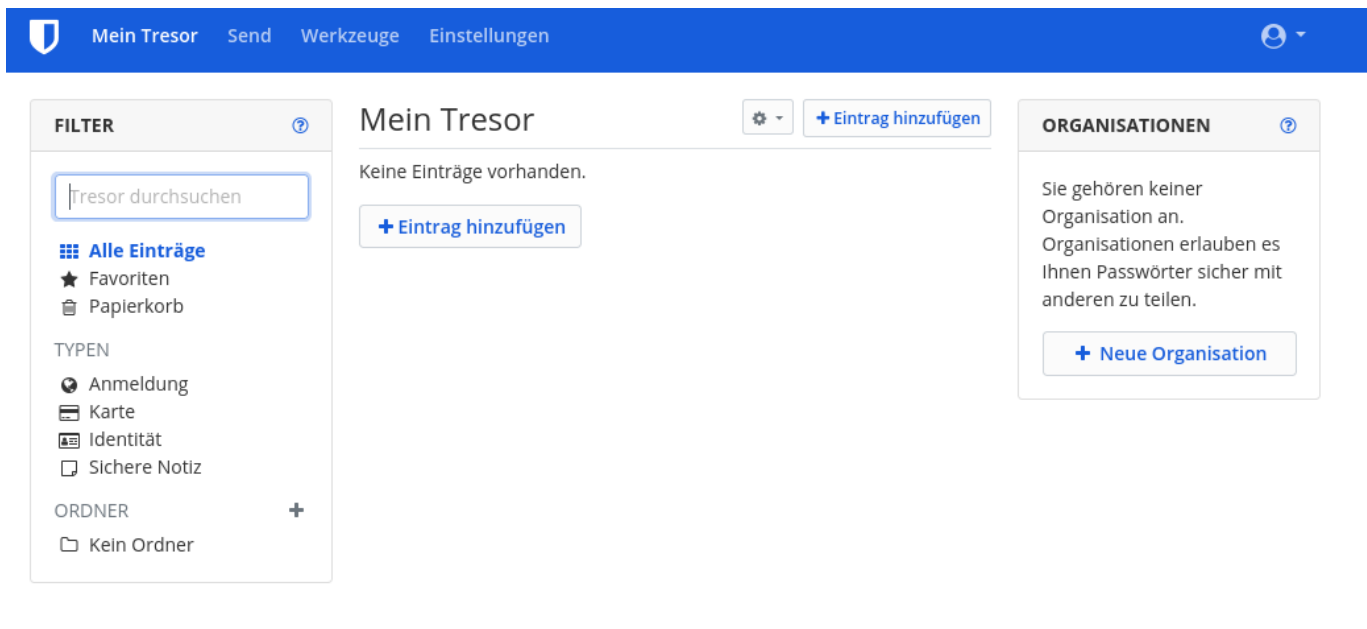 Mein Tresor Send Werkzeuge Einstellungen
FILTER
Tresor durchsuchen
Alle Einträge
Favoriten
Papierkorb
TYPEN
Anmeldung
Karte
Identität
Sichere Notiz
ORDNER
Kein Ordner
Mein Tresor
Eintrag hinzufügen
Keine Einträge vorhanden.
Eintrag hinzufügen
ORGANISATIONEN
Sie gehören keiner
Organisation an.
Organisationen erlauben es
Ihnen Passwörter sicher mit
anderen zu teilen.
Neue Organisation